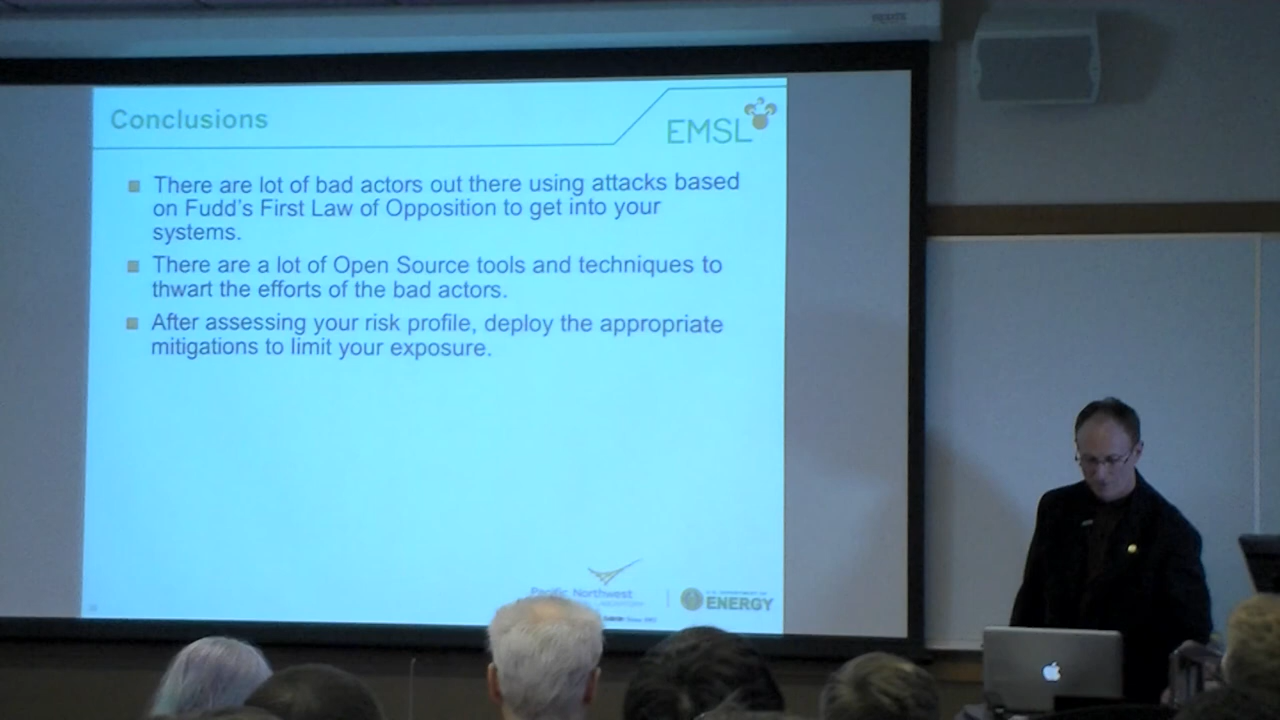 Conclusions
EMSL
There are lot of bad actors out there using attacks based
on Fudd's First Law of Opposition to get into your
systems.
There are a lot of Open Source tools and techniques to
thwart the efforts of the bad actors.
After assessing your risk profile, deploy the appropriate
mitigations to limit your exposure.
Pacific Northwest
ENERGY